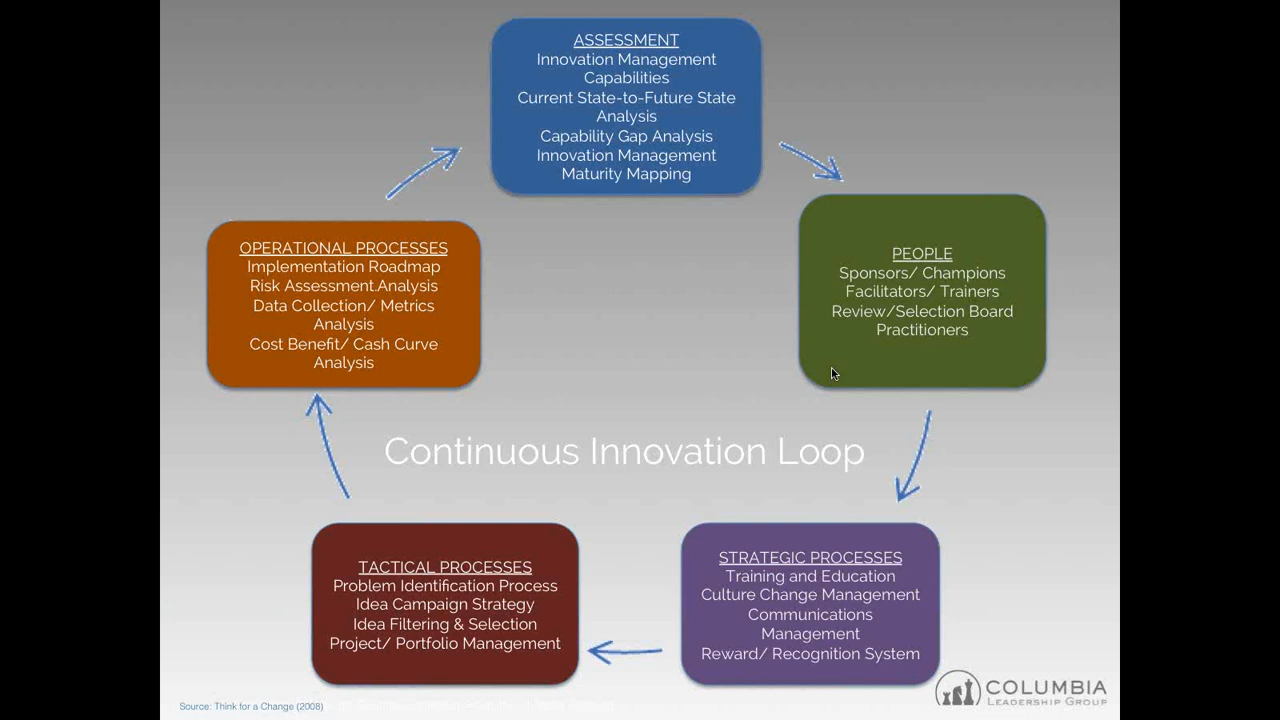 ASSESSMENT
Innovation Management
Capabilities
Current State-to-Future State
Analysis
Capability Gap Analysis
Innovation Management
Maturity Mapping
PEOPLE
Sponsors/ Champions
Facilitators/ Trainers
Review/Selection Board
Practitioners
OPERATIONAL PROCESSES
Implementation Roadmap
Risk Assessment.Analysis
Data Collection/ Metrics
Analysis
Cost Benefit/ Cash Curve
Analysis
Continuous Innovation Loop
TACTICAL PROCESSES
Problem Identification Process
Idea Campaign Strategy
Idea Filtering & Selection
Project/ Portfolio Management
STRATEGIC PROCESSES
Training and Education
Culture Change Management
Communications
Management
Reward/ Recognition System
COLUMBIA
LEADERSHIP GROUP
Source: Think for a Change (2008)